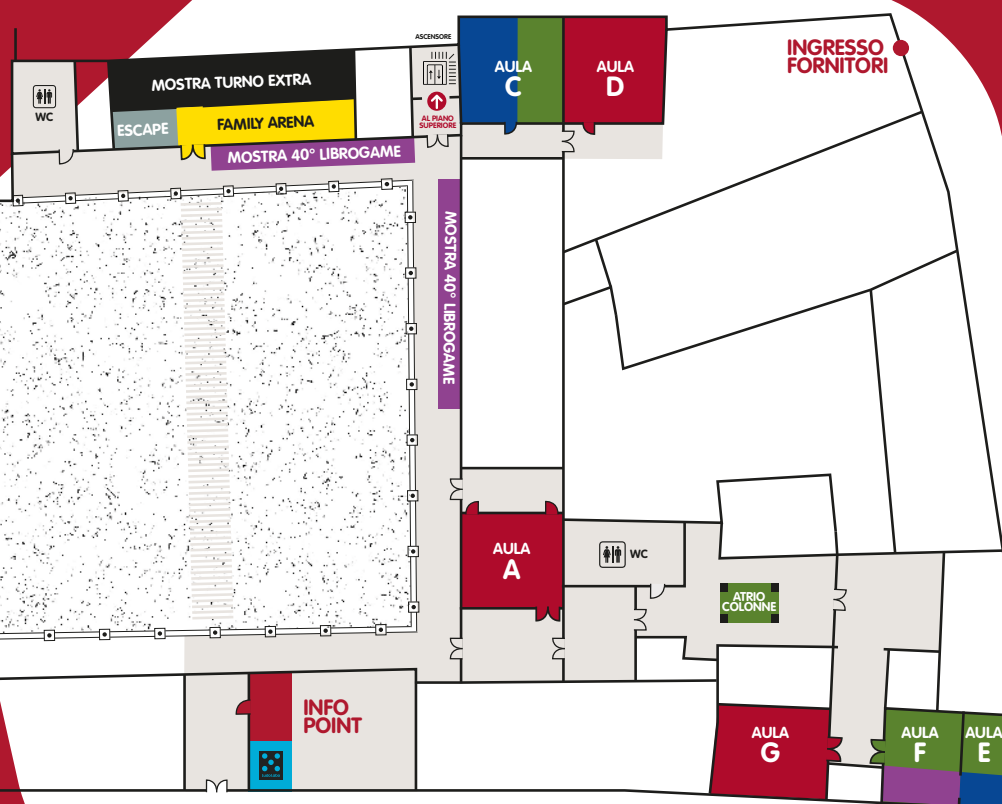 ASCENSORE
INGRESSO
FORNITORI
AULA
C
AULA
D
MOSTRA TURNO EXTRA
WC
ESCAPE
FAMILY ARENA
AL PIANO
SUPERIORE
MOSTRA 40° LIBROGAME
MOSTRA 40° LIBROGAME
AULA
A
WC
ATRIO
COLONNE
INFO
POINT
AULA
G
AULA
F
AULA
E